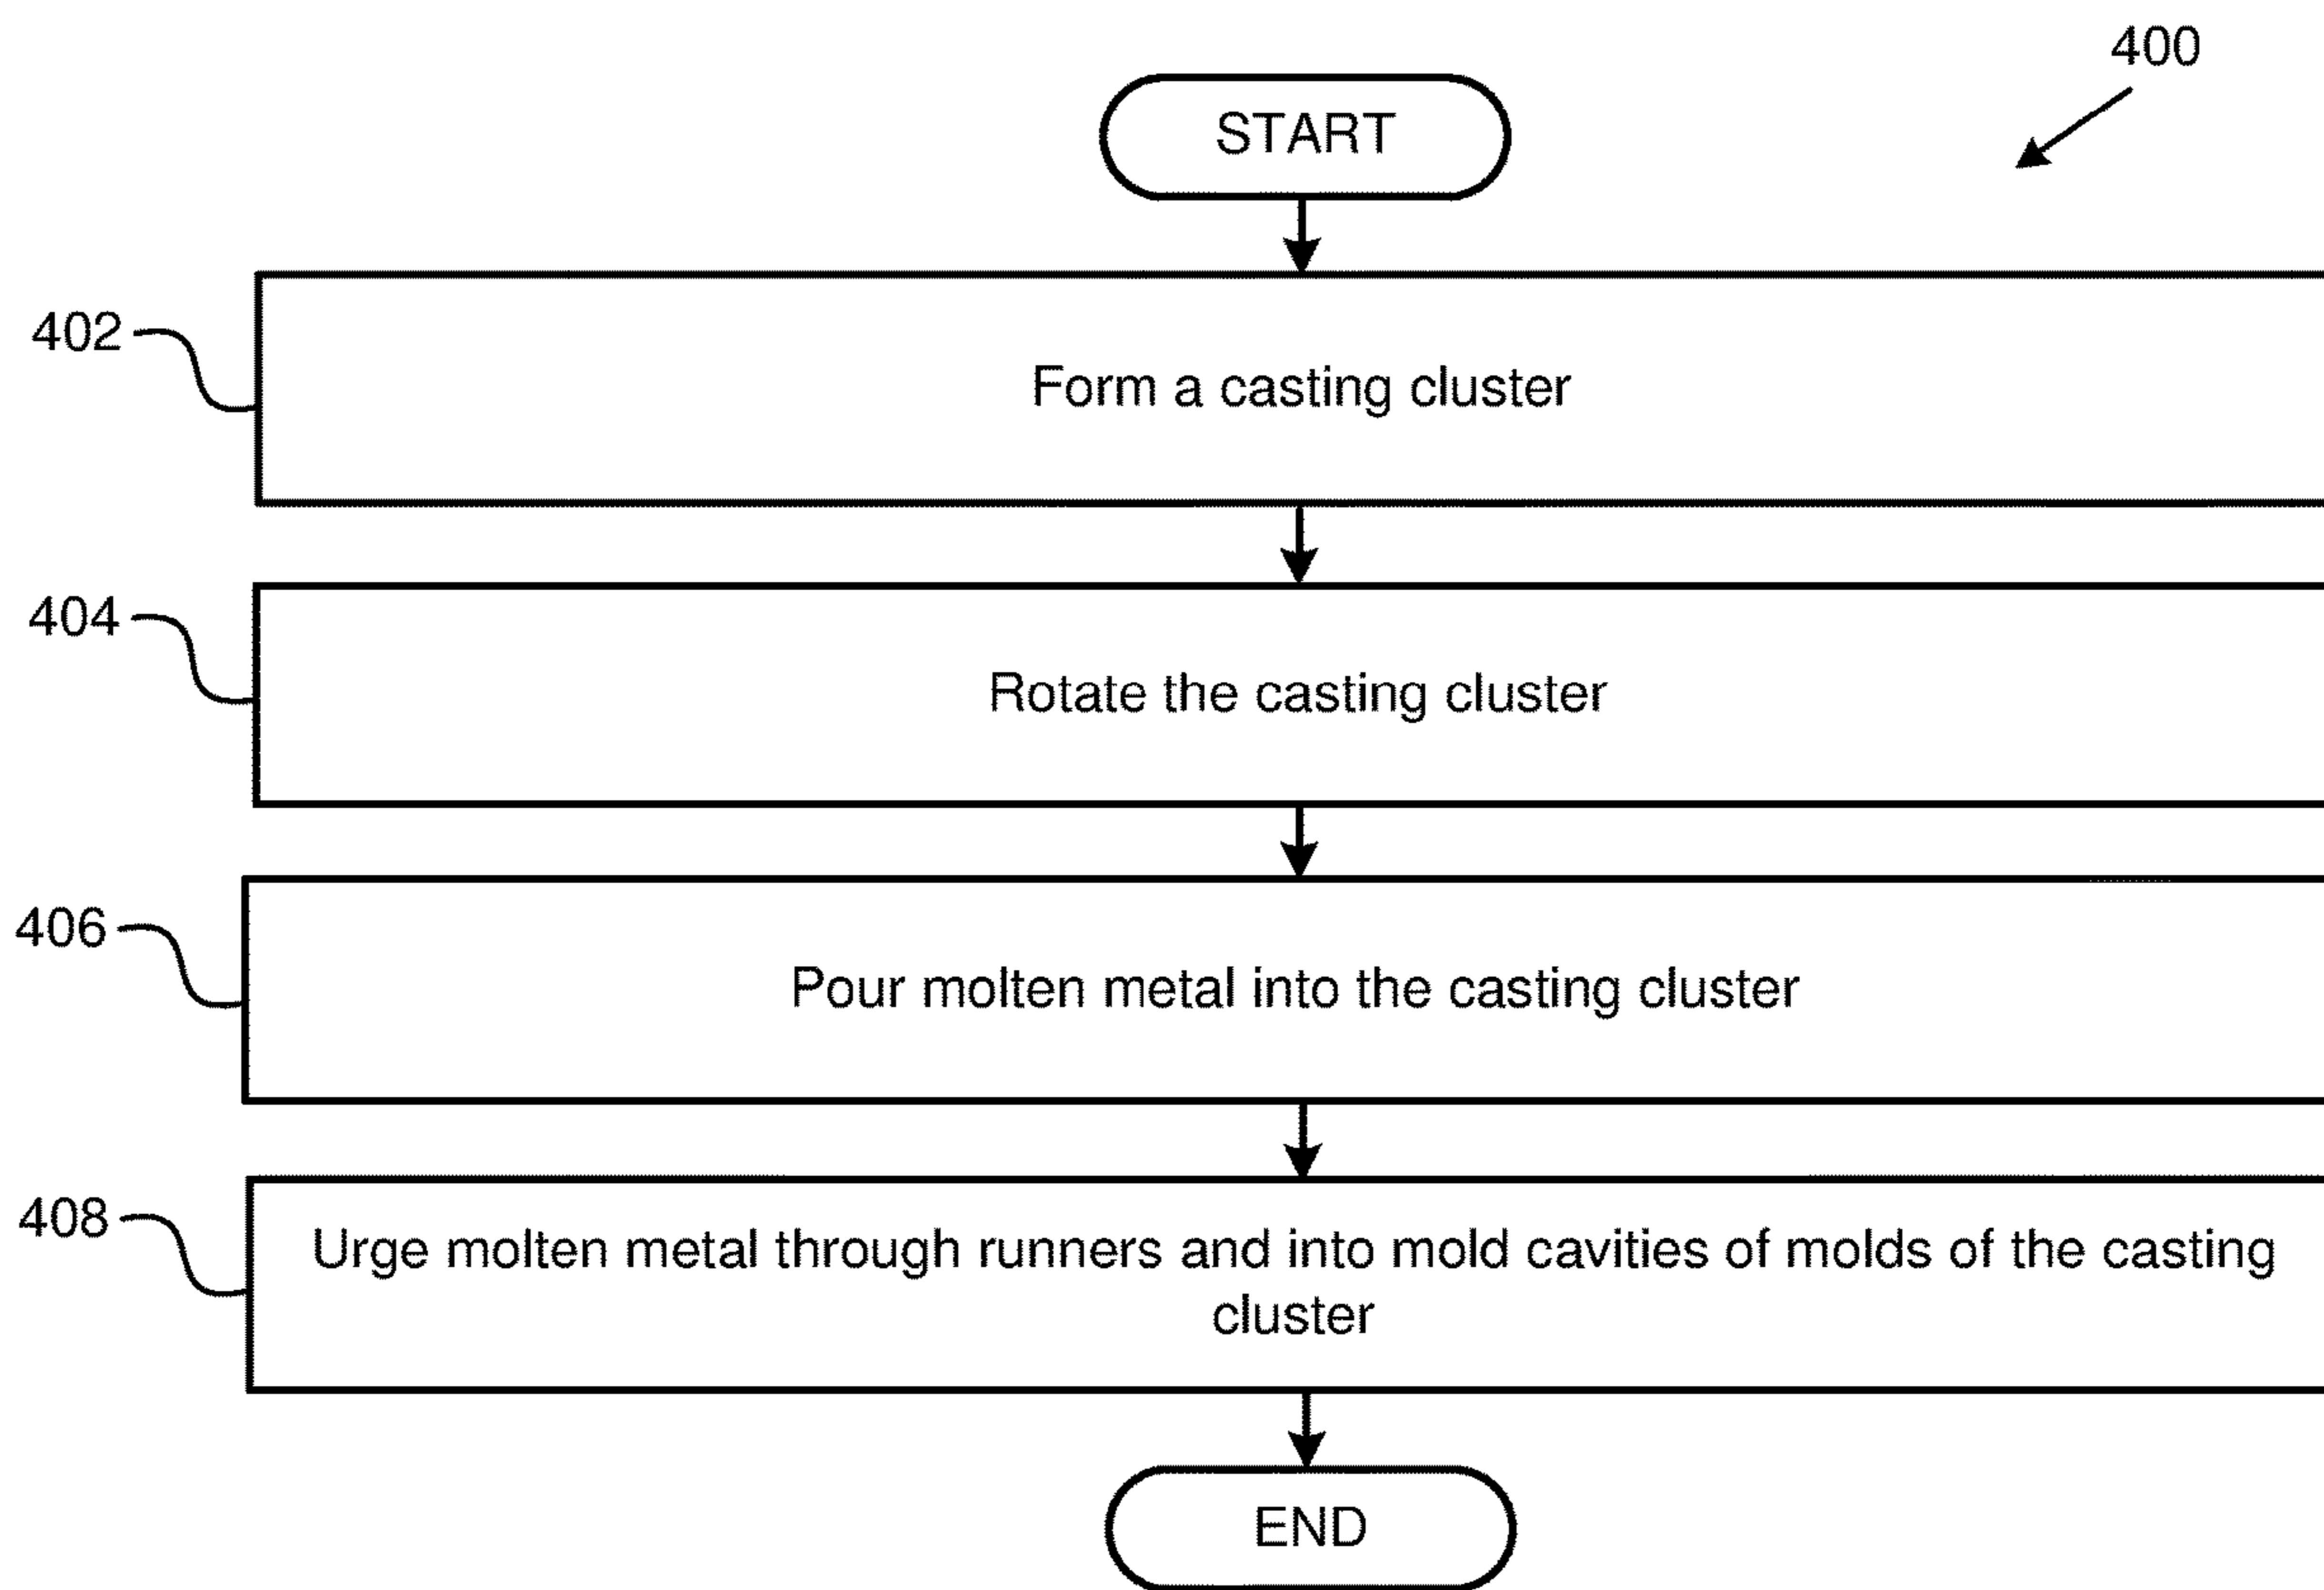 400
START
402
Form a casting cluster
404
Rotate the casting cluster
406
Pour molten metal into the casting cluster
408
Urge molten metal through runners and into mold cavities of molds of the casting
cluster
END